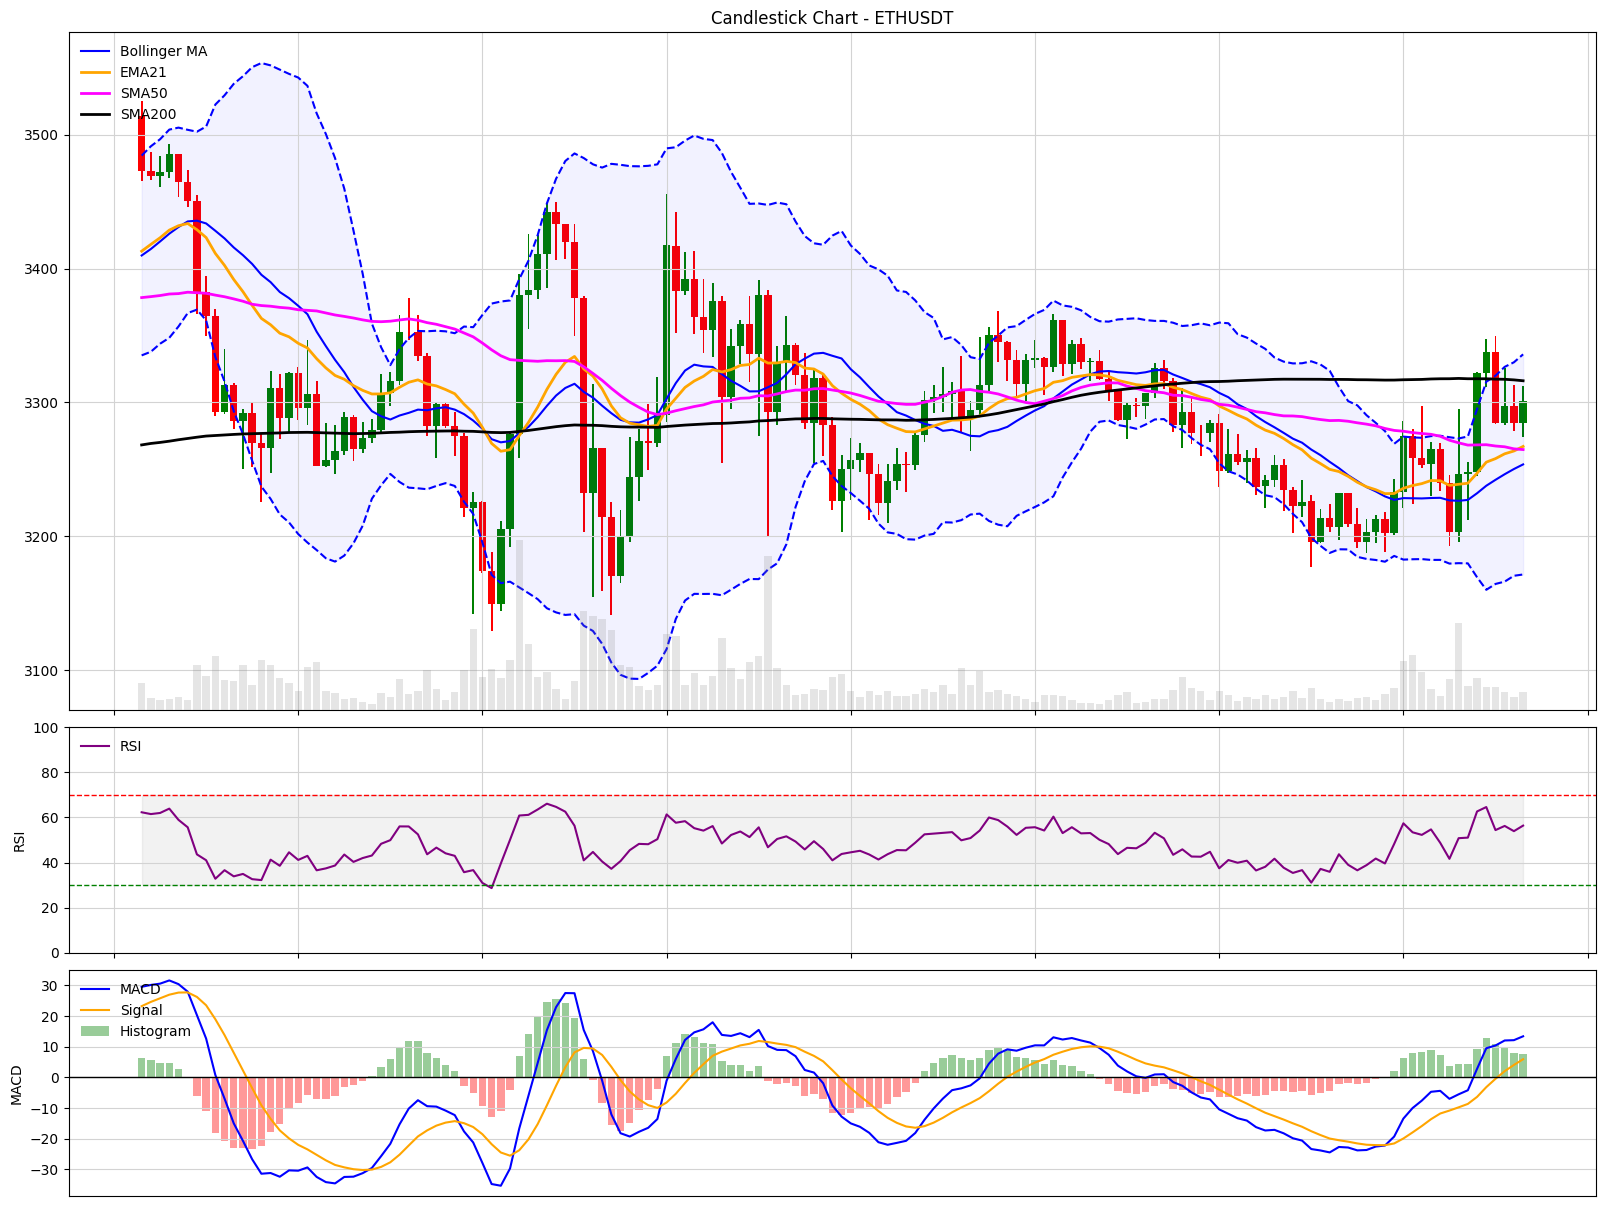 Candlestick Chart - ETHUSDT
Bollinger MA
EMA21
SMA50
SMA200
3500
3400
3300
3200
3100
RSI
100
80
60
40
20
0
RSI
MACD
Signal
Histogram
30
20
10
0
−10
−20
−30
MACD